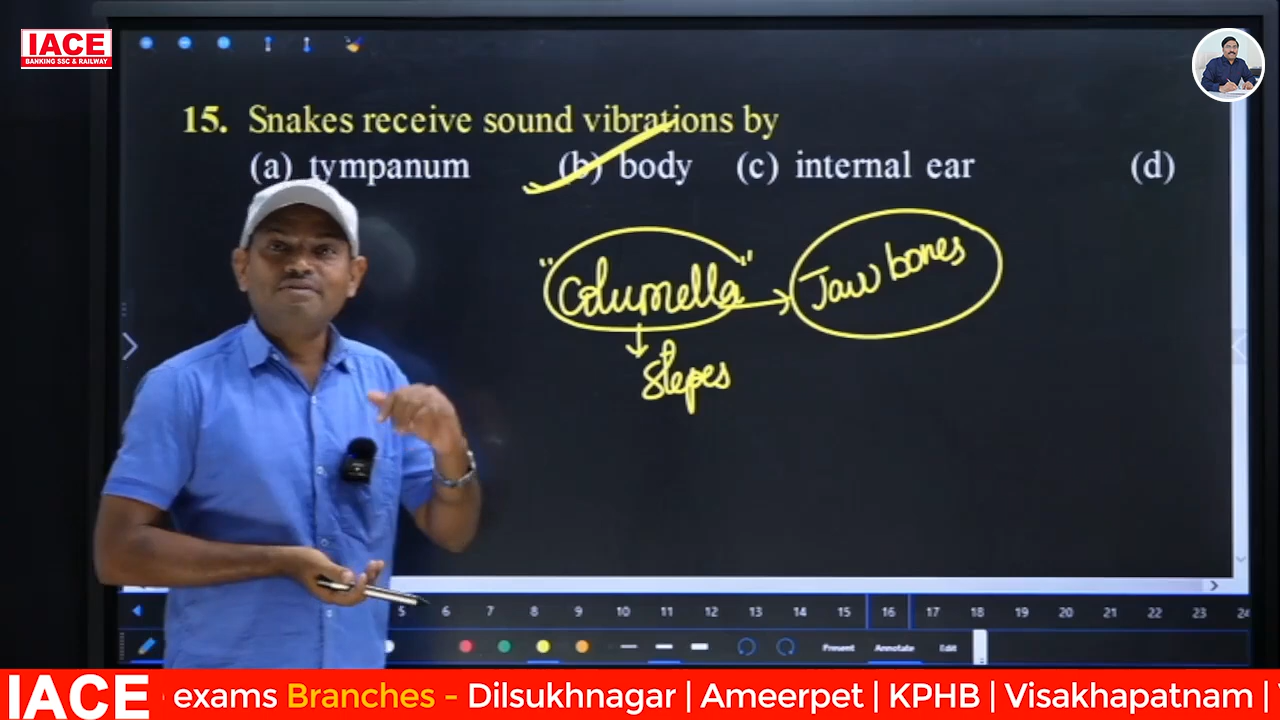 IACE
BANKING SSC & RAILWAY
15. Snakes receive sound vibrations by
(a) tympanum (b) body (c) internal ear (d)
"Columella" → Jaw bones
↓
Stepes
5 6 7 8 9 10 11 12 13 14 15 16 17 18 19 20 21 22 23 24
Present Annotate Edit
IACE exams Branches - Dilsukhnagar | Ameerpet | KPHB | Visakhapatnam |